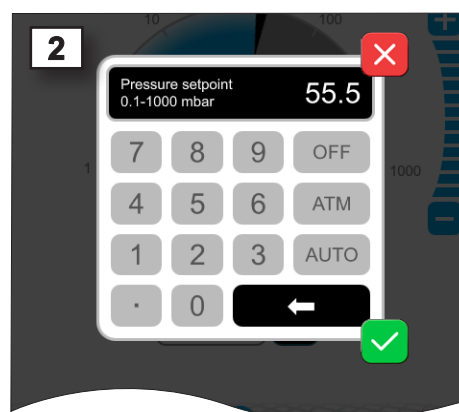 2
10 100
Pressure setpoint
0.1-1000 mbar 55.5
7 8 9 OFF
1 1000
4 5 6 ATM
1 2 3 AUTO
. 0